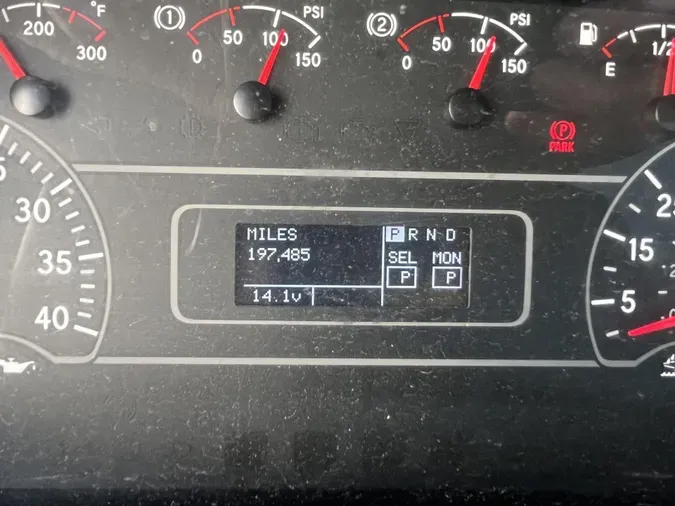 200 °F 300
(1) 0 50 100 150 PSI
(2) 0 50 100 150 PSI
E 1/2
(P) PARK
30 35 40
MILES
197,485
14.1v
P R N D
SEL MON
P P
25 15 5